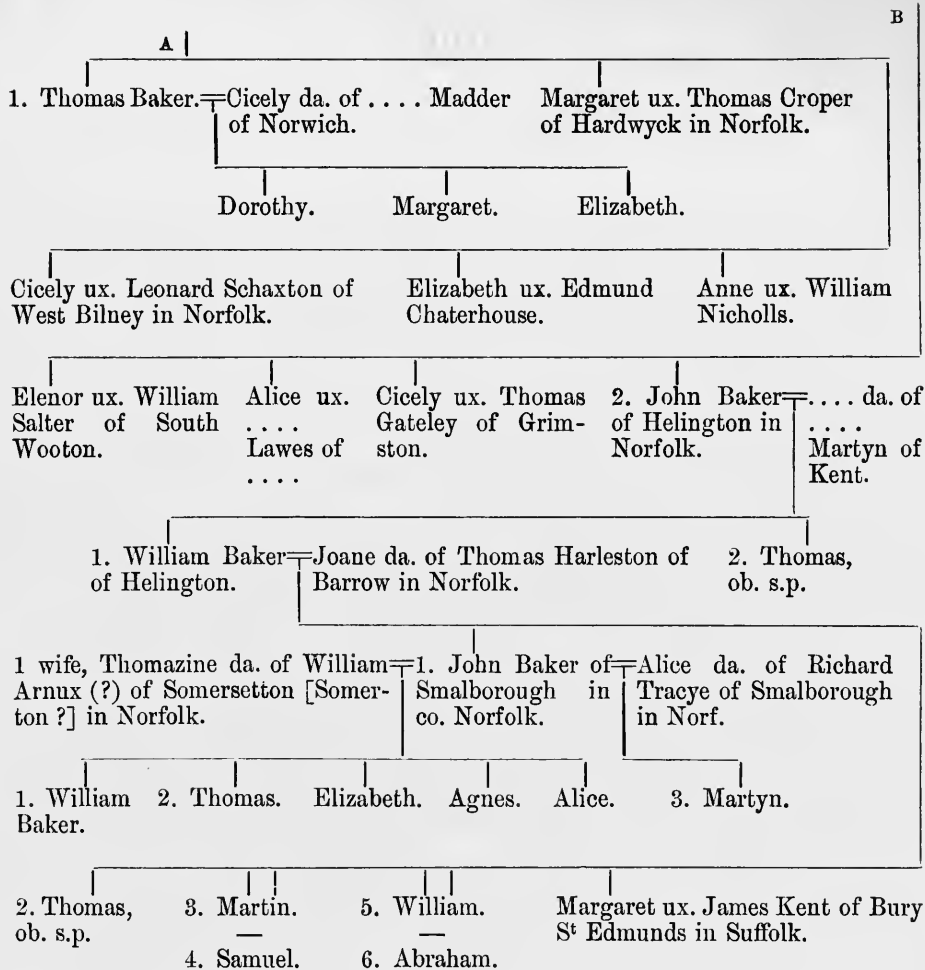 B
A
1. Thomas Baker.=Cicely da. of . . . . Madder
of Norwich.
Margaret ux. Thomas Croper
of Hardwyck in Norfolk.
Dorothy. Margaret. Elizabeth.
Cicely ux. Leonard Schaxton of
West Bilney in Norfolk.
Elizabeth ux. Edmund
Chaterhouse.
Anne ux. William
Nicholls.
Elenor ux. William
Salter of South
Wooton.
Alice ux.
. . . .
Lawes of
. . . .
Cicely ux. Thomas
Gateley of Grim-
ston.
2. John Baker=. . . . da. of
of Helington in
Norfolk.
. . . .
Martyn of
Kent.
1. William Baker=Joane da. of Thomas Harleston of
of Helington.
Barrow in Norfolk.
2. Thomas,
ob. s.p.
1 wife, Thomazine da. of William=1. John Baker of=Alice da. of Richard
Arnux (?) of Somersetton [Somer-
ton ?] in Norfolk.
Smalborough in
co. Norfolk.
Tracye of Smalborough
in Norf.
1. William
Baker.
2. Thomas. Elizabeth. Agnes. Alice. 3. Martyn.
2. Thomas,
ob. s.p.
3. Martin.
—
4. Samuel.
5. William.
—
6. Abraham.
Margaret ux. James Kent of Bury
St Edmunds in Suffolk.